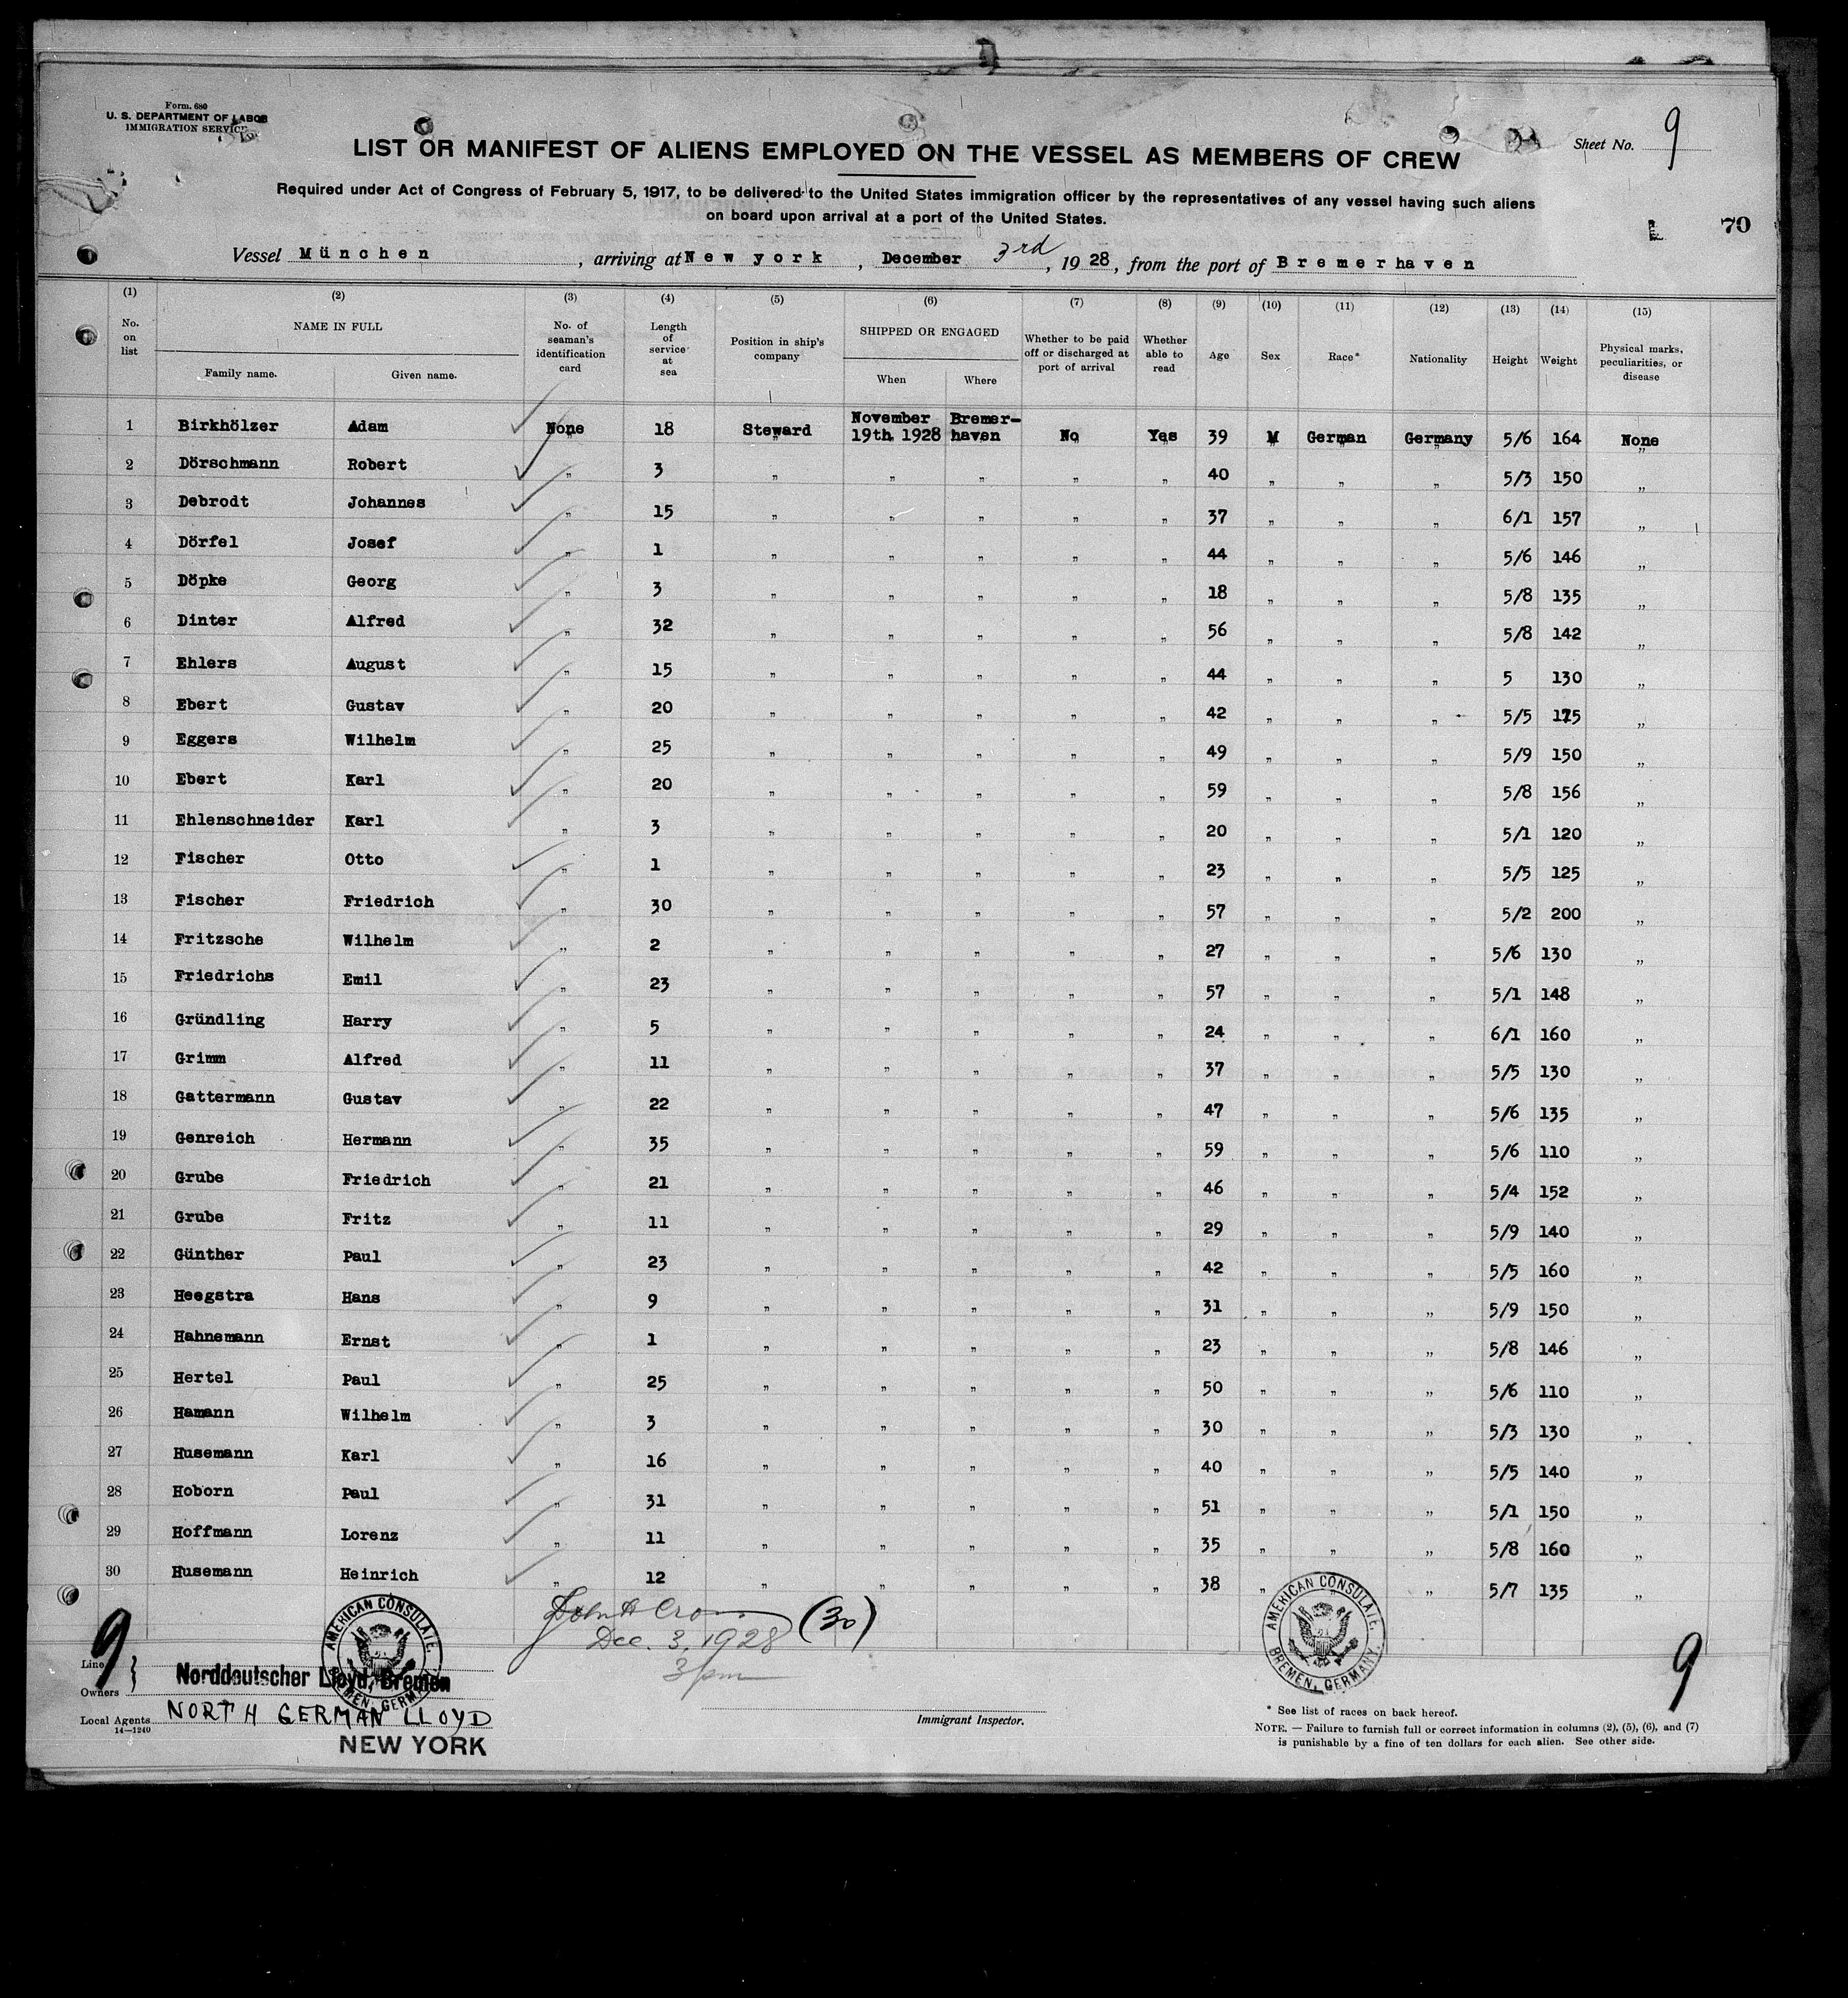 Form. 680
U. S. DEPARTMENT OF LABOR
IMMIGRATION SERVICE
Sheet No. 9
LIST OR MANIFEST OF ALIENS EMPLOYED ON THE VESSEL AS MEMBERS OF CREW
Required under Act of Congress of February 5, 1917, to be delivered to the United States immigration officer by the representatives of any vessel having such aliens
on board upon arrival at a port of the United States.
L 70
Vessel München, arriving at New york, December 3rd, 1928, from the port of Bremerhaven
(1) (2) (3) (4) (5) (6) (7) (8) (9) (10) (11) (12) (13) (14) (15)
No. on list NAME IN FULL Family name. Given name. No. of seaman's identification card Length of service at sea Position in ship's company SHIPPED OR ENGAGED When Where Whether to be paid off or discharged at port of arrival Whether able to read Age Sex Race* Nationality Height Weight Physical marks, peculiarities, or disease
1 Birkhölzer Adam None 18 Steward November 19th 1928 Bremer-haven No Yes 39 M German Germany 5/6 164 None
2 Dörschmann Robert " 3 " " " " " 40 " " " 5/3 150 "
3 Debrodt Johannes " 15 " " " " " 37 " " " 6/1 157 "
4 Dörfel Josef " 1 " " " " " 44 " " " 5/6 146 "
5 Döpke Georg " 3 " " " " " 18 " " " 5/8 135 "
6 Dinter Alfred " 32 " " " " " 56 " " " 5/8 142 "
7 Ehlers August " 15 " " " " " 44 " " " 5 130 "
8 Ebert Gustav " 20 " " " " " 42 " " " 5/5 175 "
9 Eggers Wilhelm " 25 " " " " " 49 " " " 5/9 150 "
10 Ebert Karl " 20 " " " " " 59 " " " 5/8 156 "
11 Ehlenschneider Karl " 3 " " " " " 20 " " " 5/1 120 "
12 Fischer Otto " 1 " " " " " 23 " " " 5/5 125 "
13 Fischer Friedrich " 30 " " " " " 57 " " " 5/2 200 "
14 Fritzsche Wilhelm " 2 " " " " " 27 " " " 5/6 130 "
15 Friedrichs Emil " 23 " " " " " 57 " " " 5/1 148 "
16 Gründling Harry " 5 " " " " " 24 " " " 6/1 160 "
17 Grimm Alfred " 11 " " " " " 37 " " " 5/5 130 "
18 Gattermann Gustav " 22 " " " " " 47 " " " 5/6 135 "
19 Genreich Hermann " 35 " " " " " 59 " " " 5/6 110 "
20 Grube Friedrich " 21 " " " " " 46 " " " 5/4 152 "
21 Grube Fritz " 11 " " " " " 29 " " " 5/9 140 "
22 Günther Paul " 23 " " " " " 42 " " " 5/5 160 "
23 Heegstra Hans " 9 " " " " " 31 " " " 5/9 150 "
24 Hahnemann Ernst " 1 " " " " " 23 " " " 5/8 146 "
25 Hertel Paul " 25 " " " " " 50 " " " 5/6 110 "
26 Hamann Wilhelm " 3 " " " " " 30 " " " 5/3 130 "
27 Husemann Karl " 16 " " " " " 40 " " " 5/5 140 "
28 Hoborn Paul " 31 " " " " " 51 " " " 5/1 150 "
29 Hoffmann Lorenz " 11 " " " " " 35 " " " 5/8 160 "
30 Husemann Heinrich " 12 " " " " " 38 " " " 5/7 135 "
John (30)
Dec. 3, 1928
3pm
AMERICAN CONSULATE. BREMEN, GERMANY.
AMERICAN CONSULATE. BREMEN, GERMANY.
9
9
Line
Owners Norddeutscher Lloyd, Bremen
Local Agents NORTH GERMAN LLOYD
14—1240
NEW YORK
Immigrant Inspector.
* See list of races on back hereof.
NOTE. — Failure to furnish full or correct information in columns (2), (5), (6), and (7)
is punishable by a fine of ten dollars for each alien. See other side.